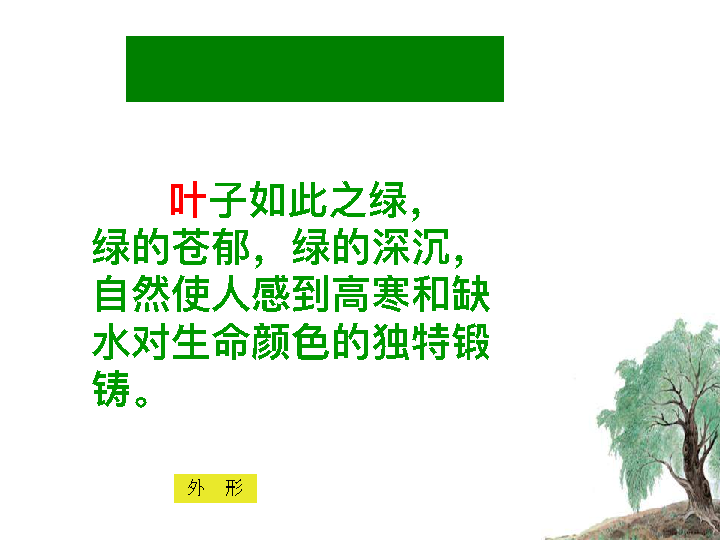 叶子如此之绿，
绿的苍郁，绿的深沉，
自然使人感到高寒和缺
水对生命颜色的独特锻
铸。
外 形